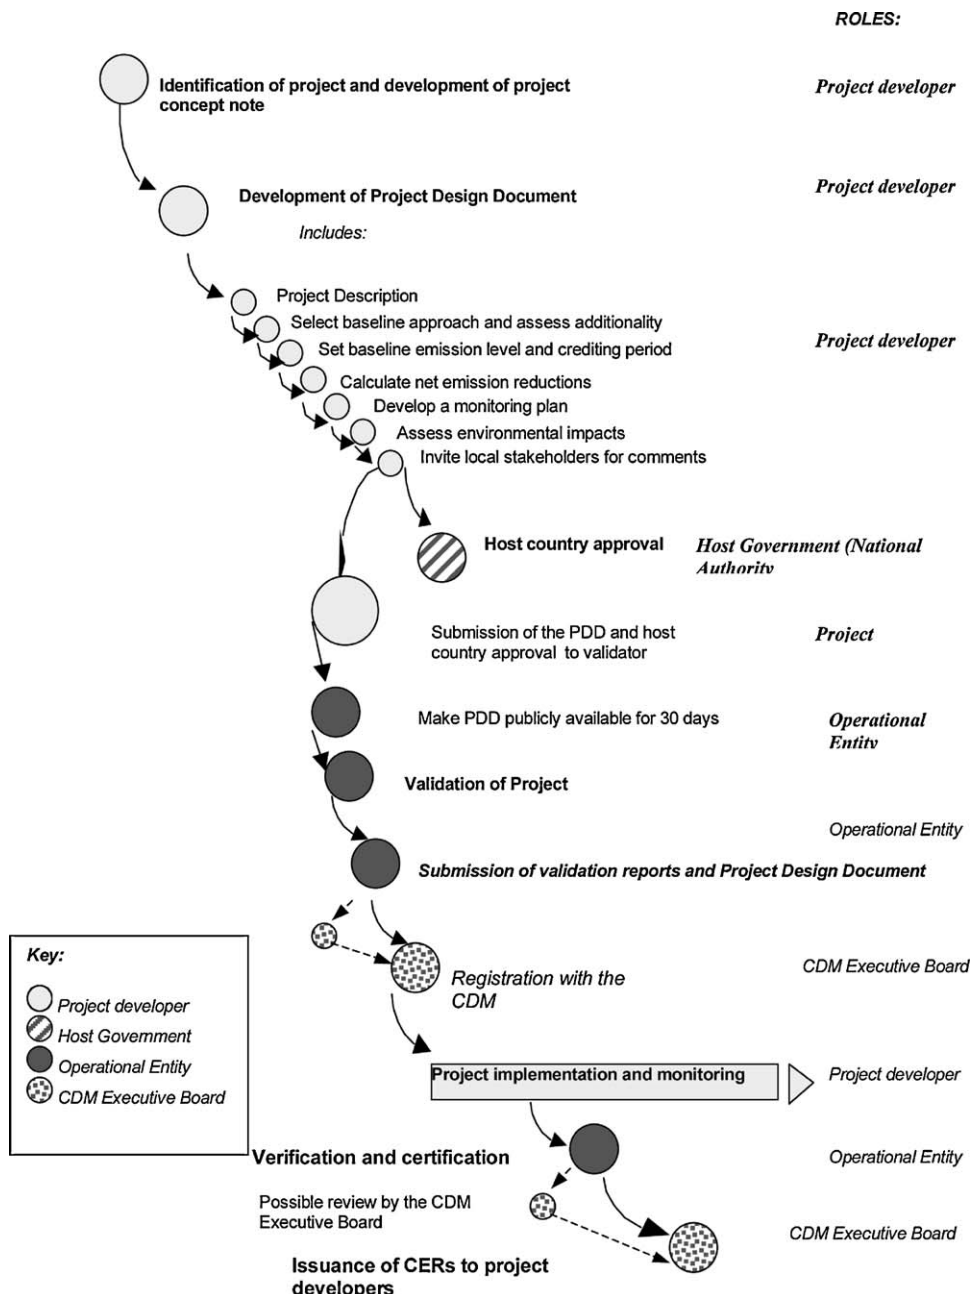 ROLES:
Identification of project and development of project
concept note
Project developer
Development of Project Design Document
Project developer
Includes:
Project Description
Select baseline approach and assess additionality
Set baseline emission level and crediting period
Project developer
Calculate net emission reductions
Develop a monitoring plan
Assess environmental impacts
Invite local stakeholders for comments
Host country approval
Host Government (National
Authority
Submission of the PDD and host
country approval to validator
Project
Make PDD publicly available for 30 days
Operational
Entity
Validation of Project
Operational Entity
Submission of validation reports and Project Design Document
Key:
Project developer
Host Government
Operational Entity
CDM Executive Board
Registration with the
CDM
CDM Executive Board
Project implementation and monitoring
Project developer
Verification and certification
Operational Entity
Possible review by the CDM
Executive Board
CDM Executive Board
Issuance of CERs to project
developers